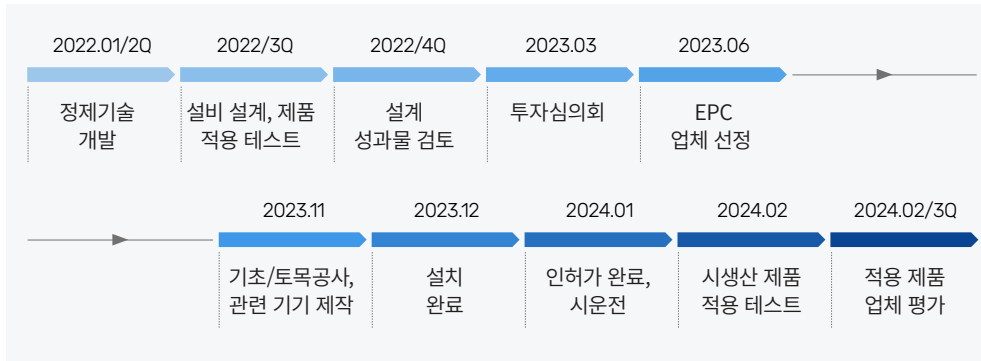 2022.01/2Q
2022/3Q
2022/4Q
2023.03
2023.06
정제기술
개발
설비 설계, 제품
적용 테스트
설계
성과물 검토
투자심의회
EPC
업체 선정
2023.11
2023.12
2024.01
2024.02
2024.02/3Q
기초/토목공사,
관련 기기 제작
설치
완료
인허가 완료,
시운전
시생산 제품
적용 테스트
적용 제품
업체 평가